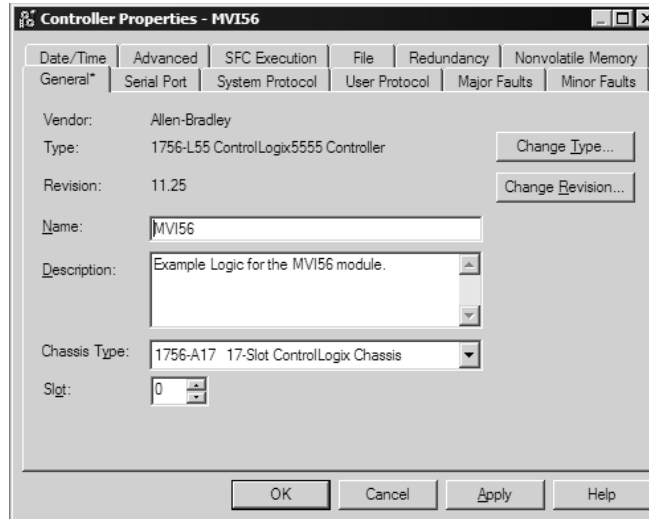 Controller Properties - MVI56
Date/Time Advanced SFC Execution File Redundancy Nonvolatile Memory
General* Serial Port System Protocol User Protocol Major Faults Minor Faults
Vendor: Allen-Bradley
Type: 1756-L55 ControlLogix5555 Controller Change Type...
Revision: 11.25 Change Revision...
Name: MVI56
Description: Example Logic for the MVI56 module.
Chassis Type: 1756-A17 17-Slot ControlLogix Chassis
Slot: 0
OK Cancel Apply Help